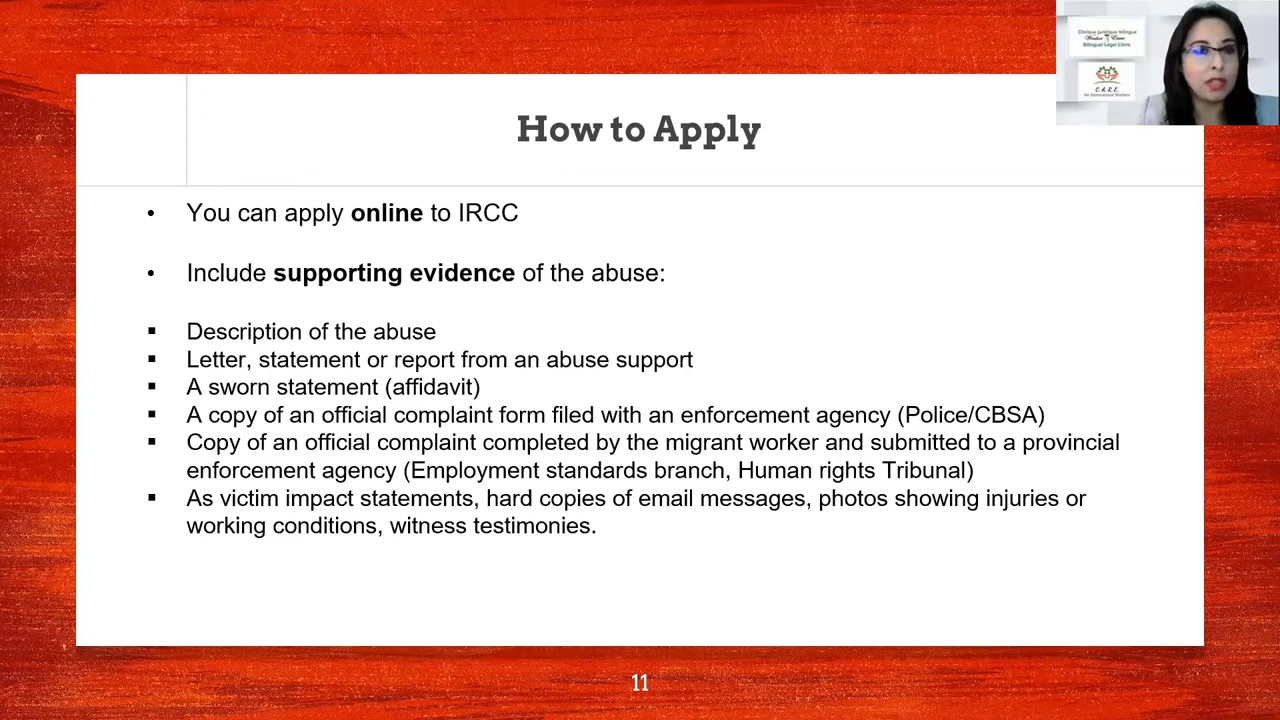 Clinique Juridique Bilingue
Windsor Essex
Bilingual Legal Clinic
C.A.R.E.
for International Workers
How to Apply
• You can apply online to IRCC
• Include supporting evidence of the abuse:
▪ Description of the abuse
▪ Letter, statement or report from an abuse support
▪ A sworn statement (affidavit)
▪ A copy of an official complaint form filed with an enforcement agency (Police/CBSA)
▪ Copy of an official complaint completed by the migrant worker and submitted to a provincial
enforcement agency (Employment standards branch, Human rights Tribunal)
▪ As victim impact statements, hard copies of email messages, photos showing injuries or
working conditions, witness testimonies.
11